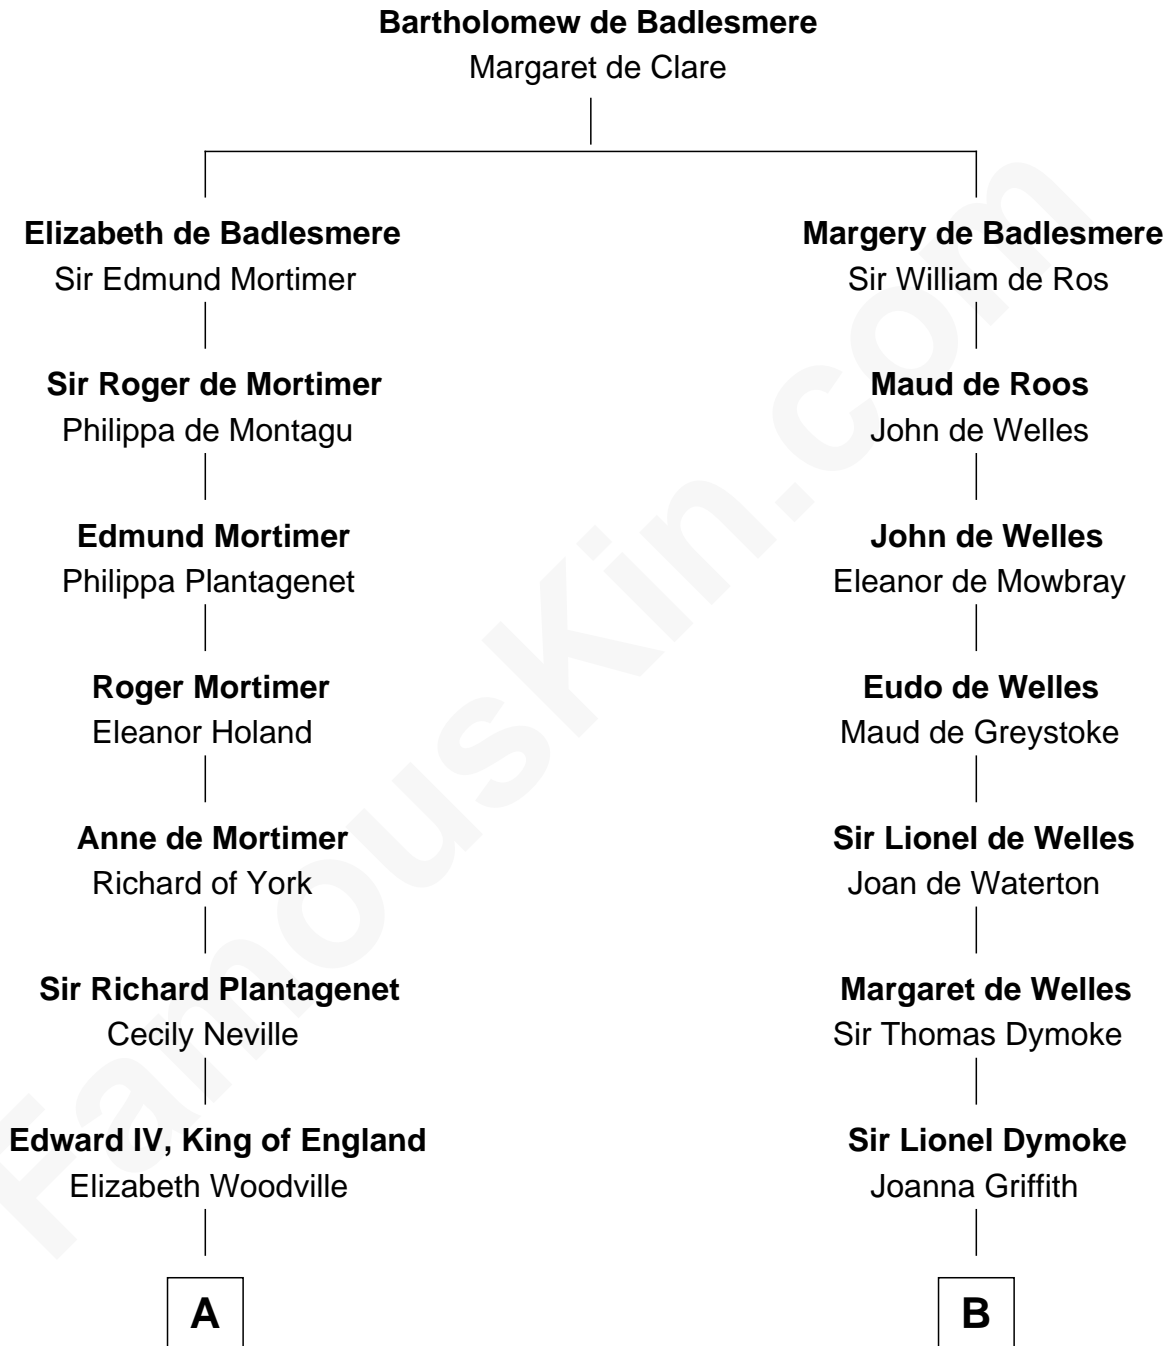 Bartholomew de Badlesmere
Margaret de Clare
Elizabeth de Badlesmere
Sir Edmund Mortimer
Margery de Badlesmere
Sir William de Ros
Sir Roger de Mortimer
Philippa de Montagu
Maud de Roos
John de Welles
Edmund Mortimer
Philippa Plantagenet
John de Welles
Eleanor de Mowbray
Roger Mortimer
Eleanor Holand
Eudo de Welles
Maud de Greystoke
Anne de Mortimer
Richard of York
Sir Lionel de Welles
Joan de Waterton
Sir Richard Plantagenet
Cecily Neville
Margaret de Welles
Sir Thomas Dymoke
Edward IV, King of England
Elizabeth Woodville
Sir Lionel Dymoke
Joanna Griffith
A
B
FamousKin.com